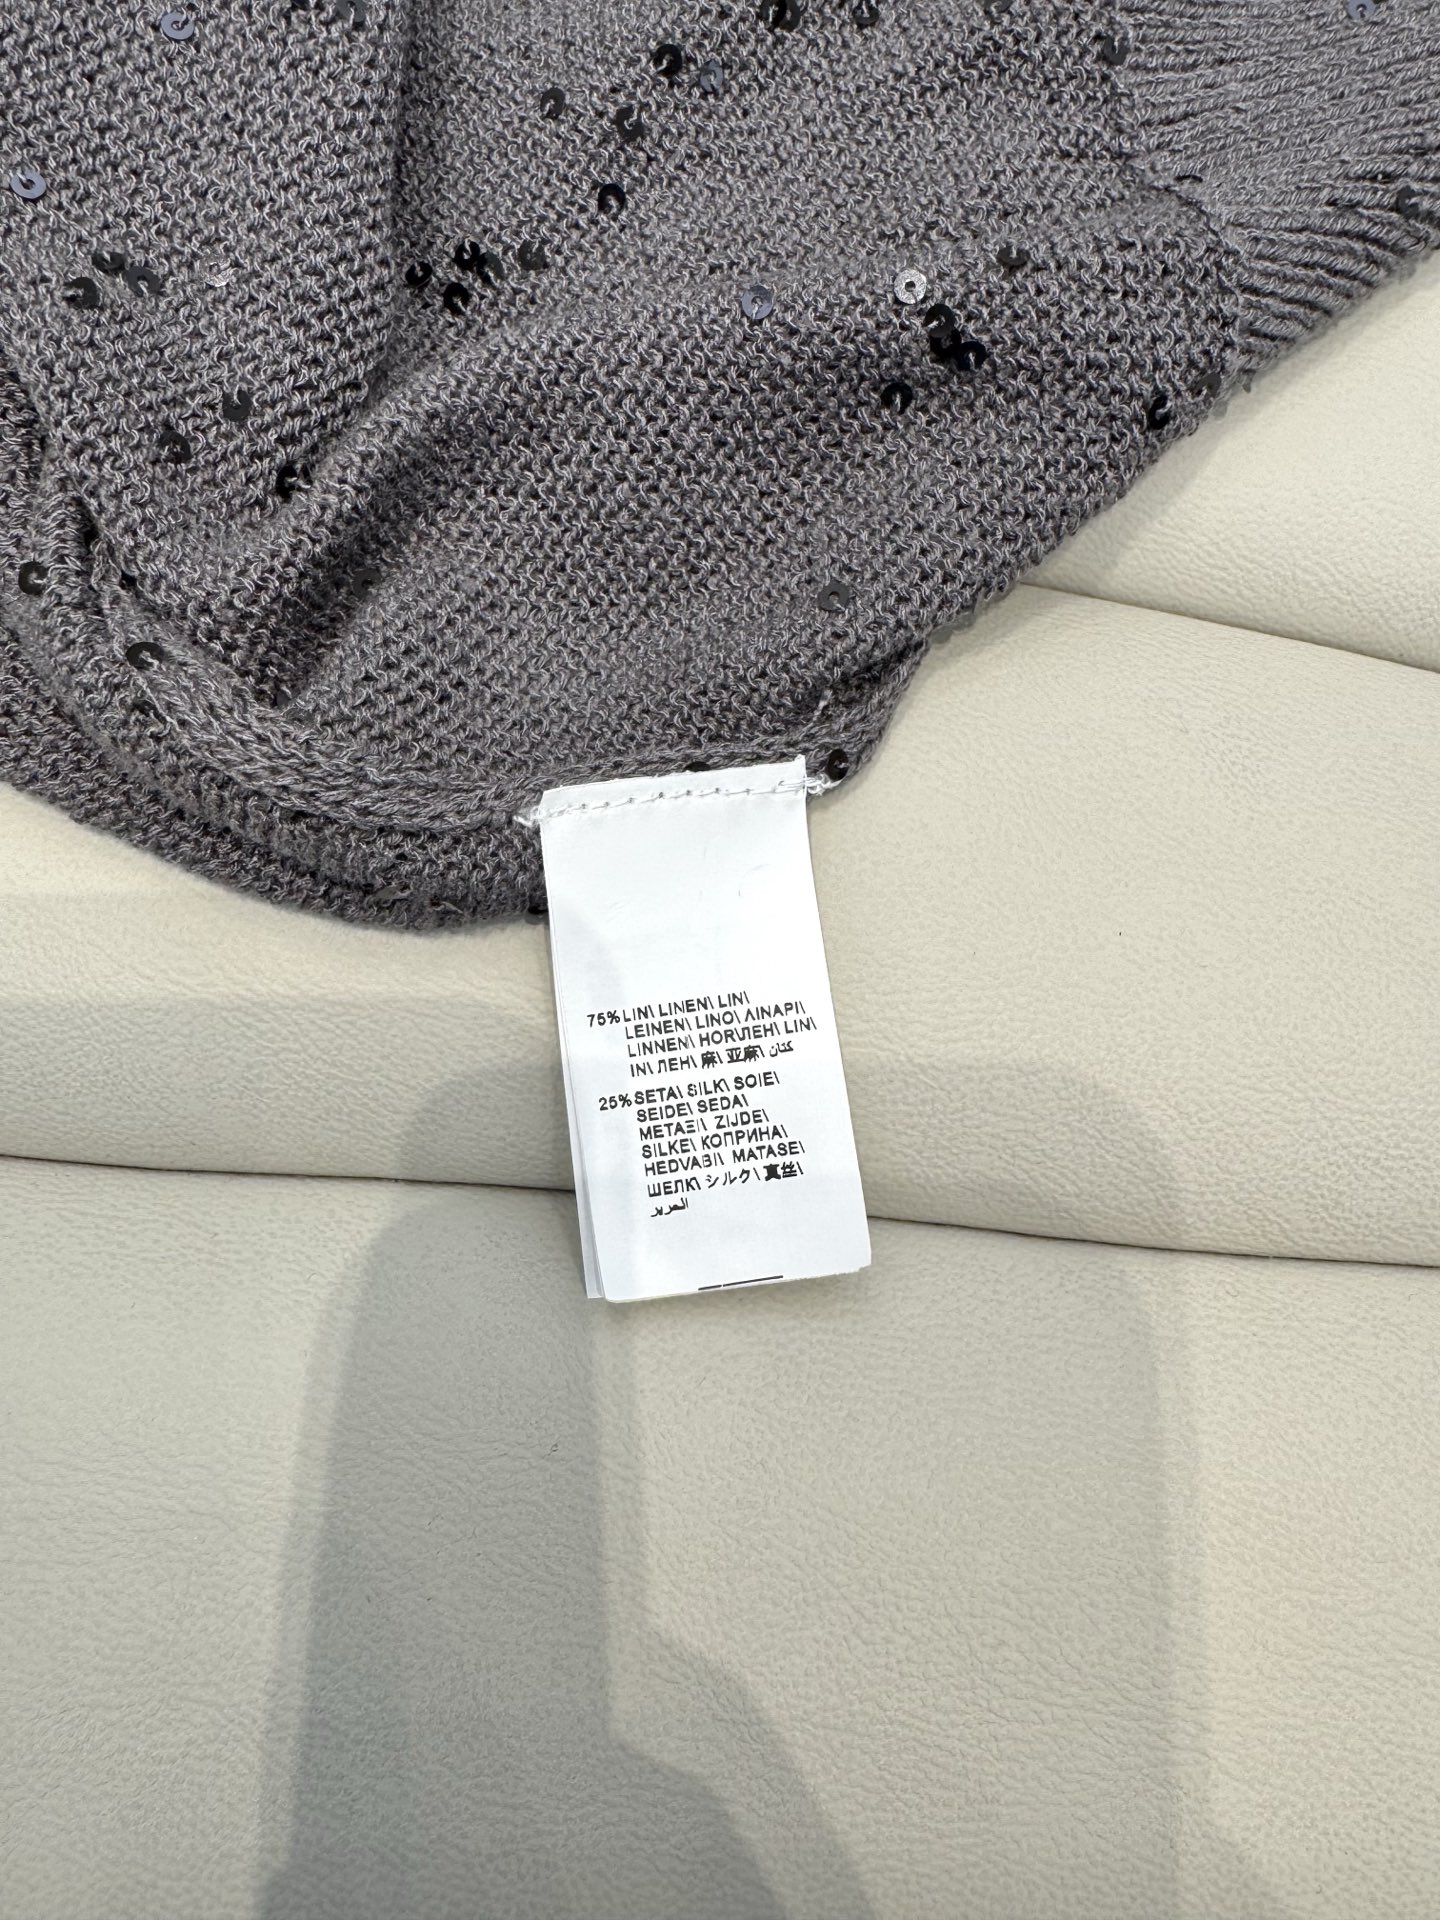 75% LIN\ LINEN\ LIN\
LEINEN\ LINO\ ΛΙΝΑΡΙ\
LINNEN\ HOR\ЛЕН\ LIN\
IN\ ЛЕН\ 麻\ 亚麻\ كتان
25% SETA\ SILK\ SOIE\
SEIDE\ SEDA\
ΜΕΤΑΞΙ\ ZIJDE\
SILKE\ КОПРИНА\
HEDVABI\ MATASE\
ШЕЛК\ シルク\ 真丝\
الحرير